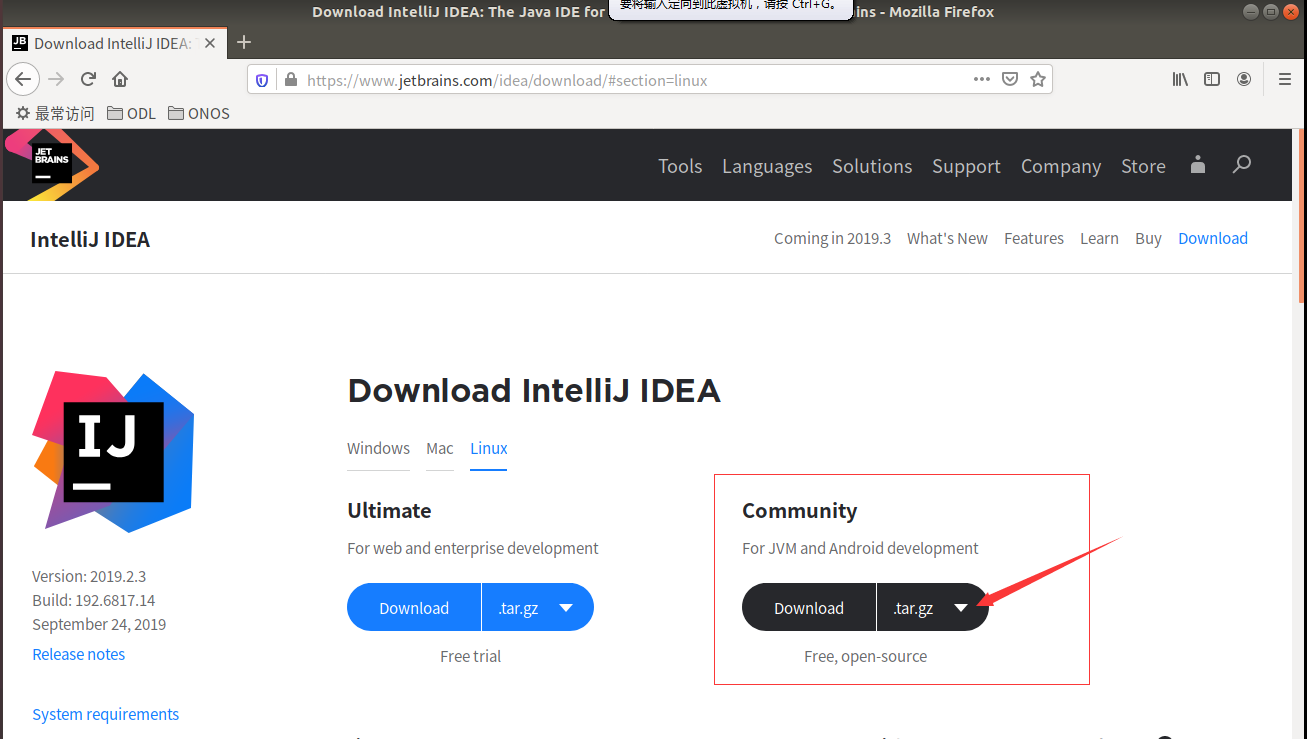 要将输入定向到此虚拟机，请按 Ctrl+G。
Download IntelliJ IDEA: The Java IDE for
ins - Mozilla Firefox
JB Download IntelliJ IDEA:
https://www.jetbrains.com/idea/download/#section=linux
最常访问 ODL ONOS
JET
BRAINS
Tools Languages Solutions Support Company Store
IntelliJ IDEA
Coming in 2019.3 What's New Features Learn Buy Download
IJ
Download IntelliJ IDEA
Windows Mac Linux
Ultimate
For web and enterprise development
Download .tar.gz
Free trial
Community
For JVM and Android development
Download .tar.gz
Free, open-source
Version: 2019.2.3
Build: 192.6817.14
September 24, 2019
Release notes
System requirements